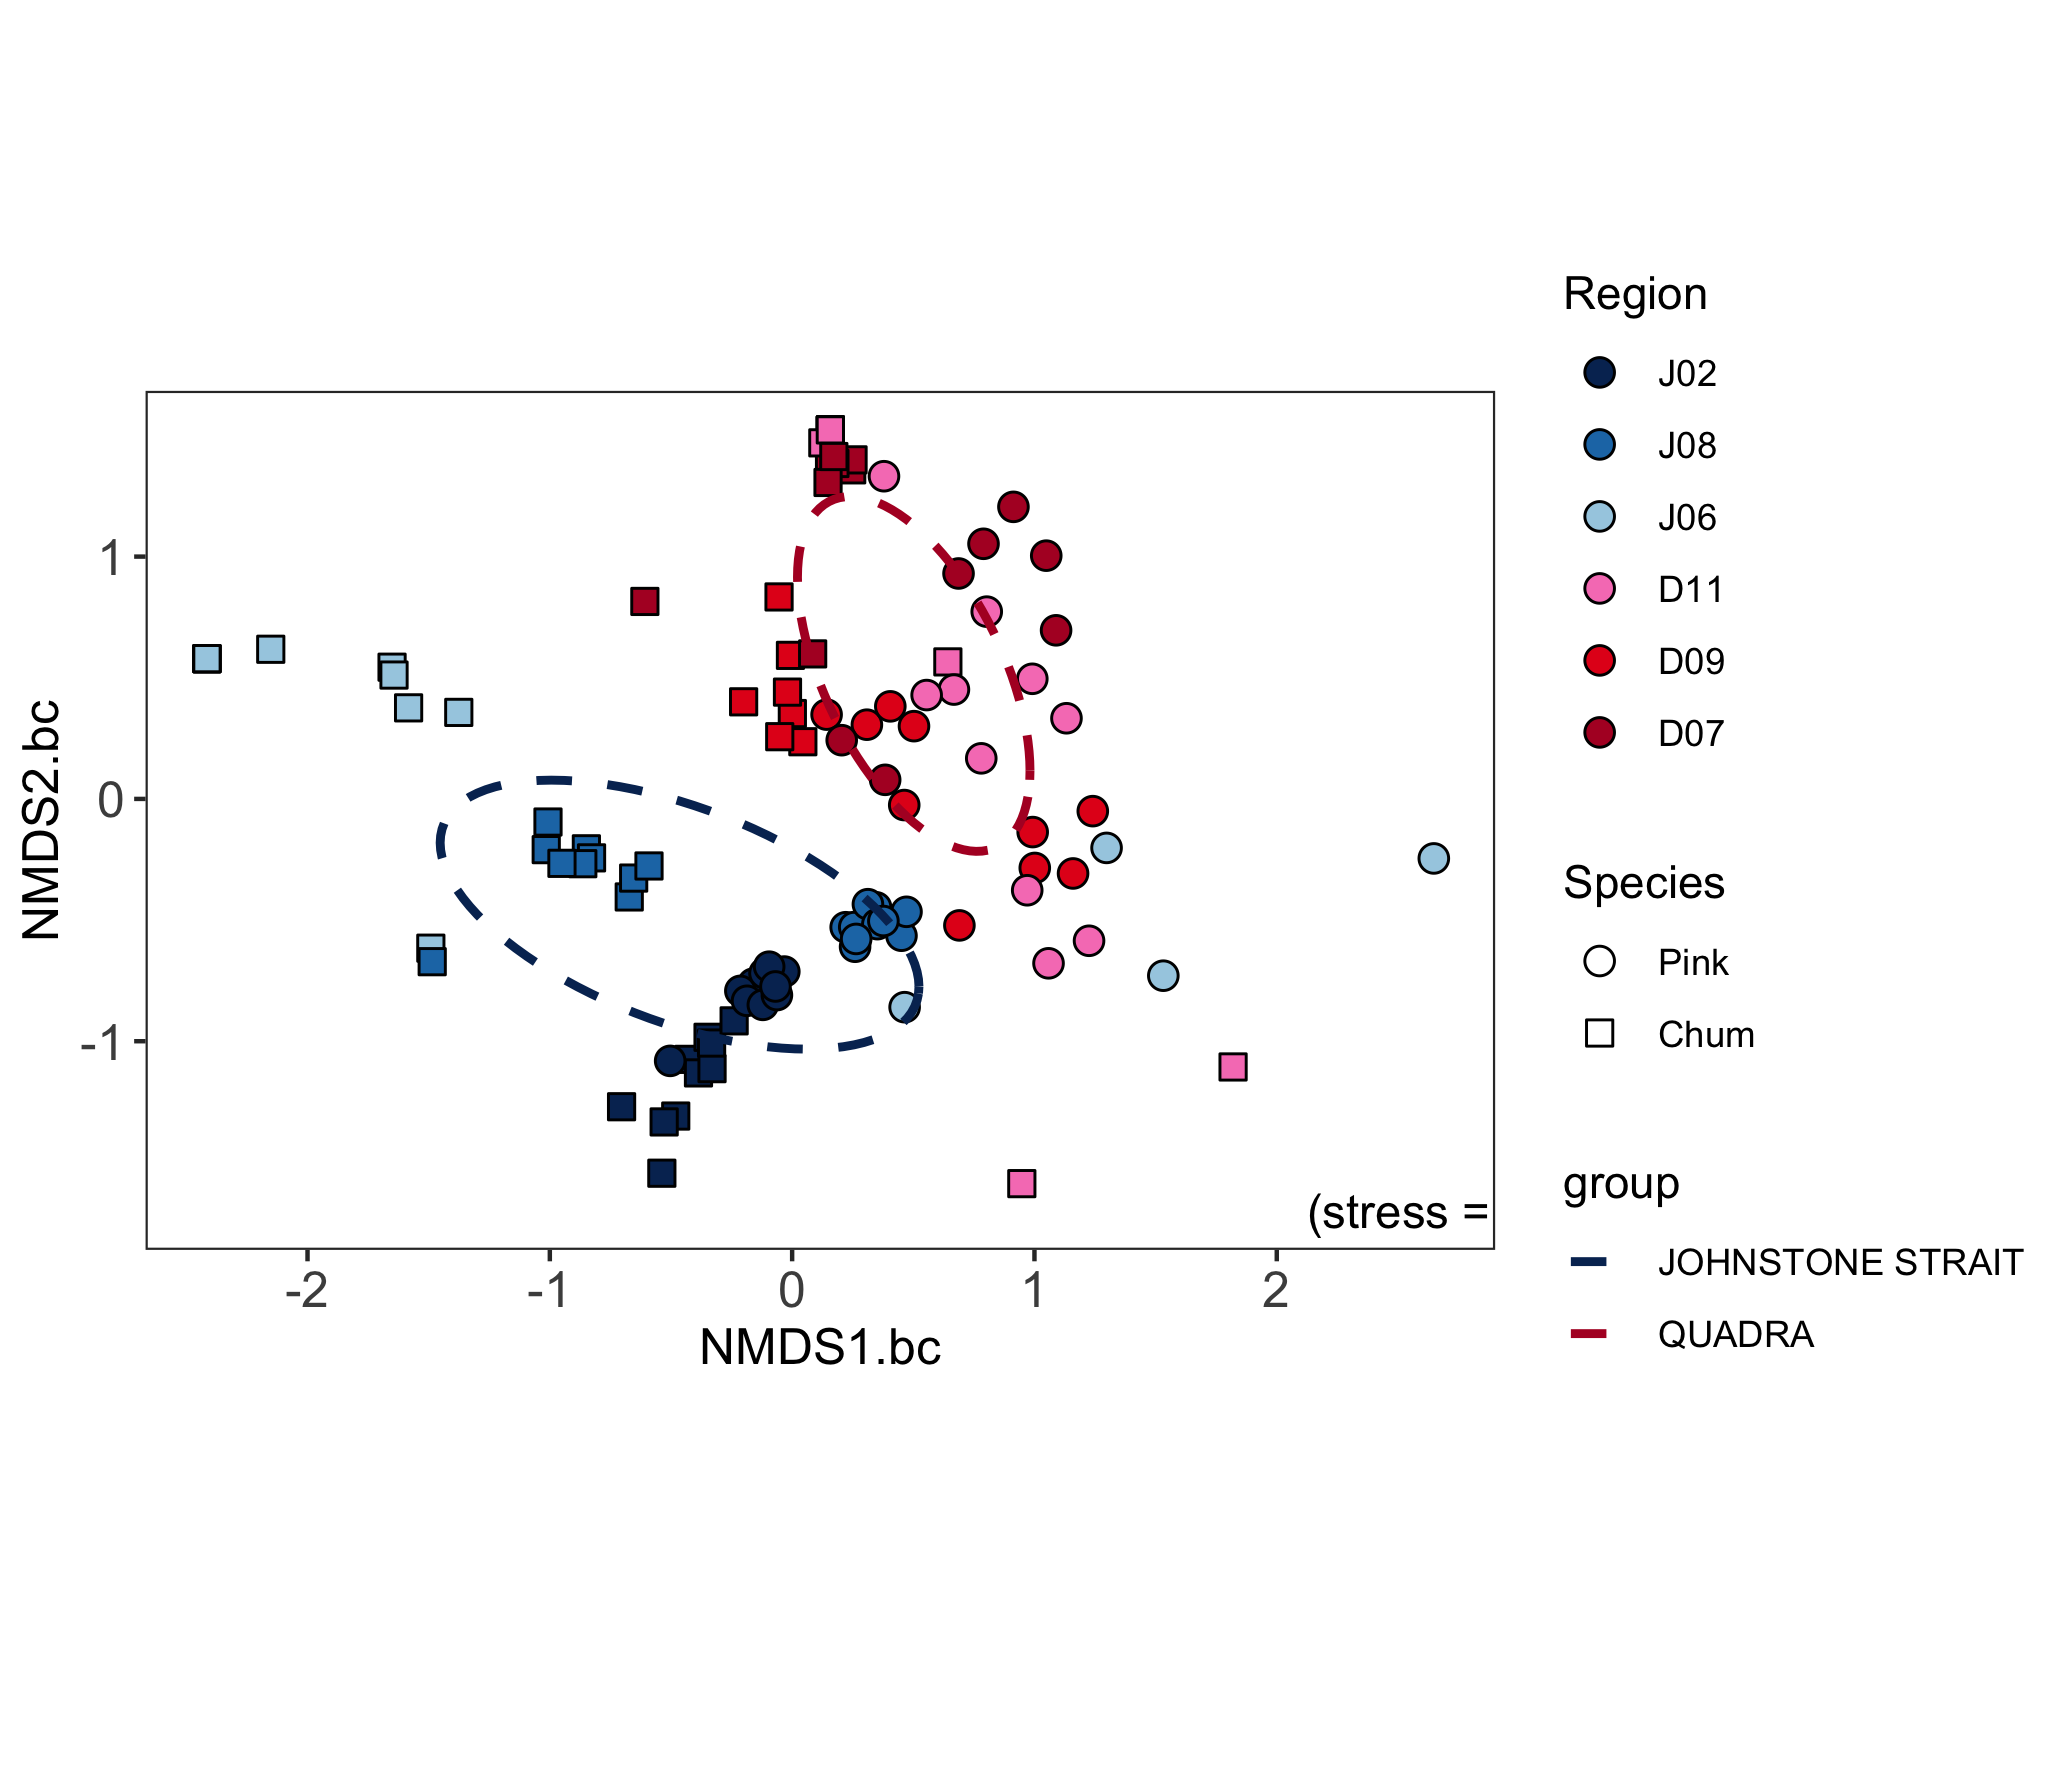 Region
J02
J08
J06
D11
D09
D07
Species
Pink
Chum
group
JOHNSTONE STRAIT
QUADRA
NMDS2.bc
1
0
-1
(stress =
-2
-1
0
1
2
NMDS1.bc